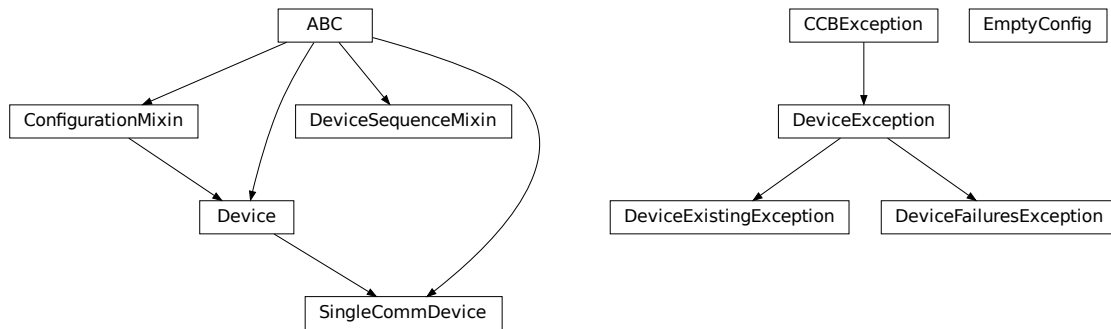 ABC
CCBException
EmptyConfig
ConfigurationMixin
DeviceSequenceMixin
DeviceException
Device
DeviceExistingException
DeviceFailuresException
SingleCommDevice